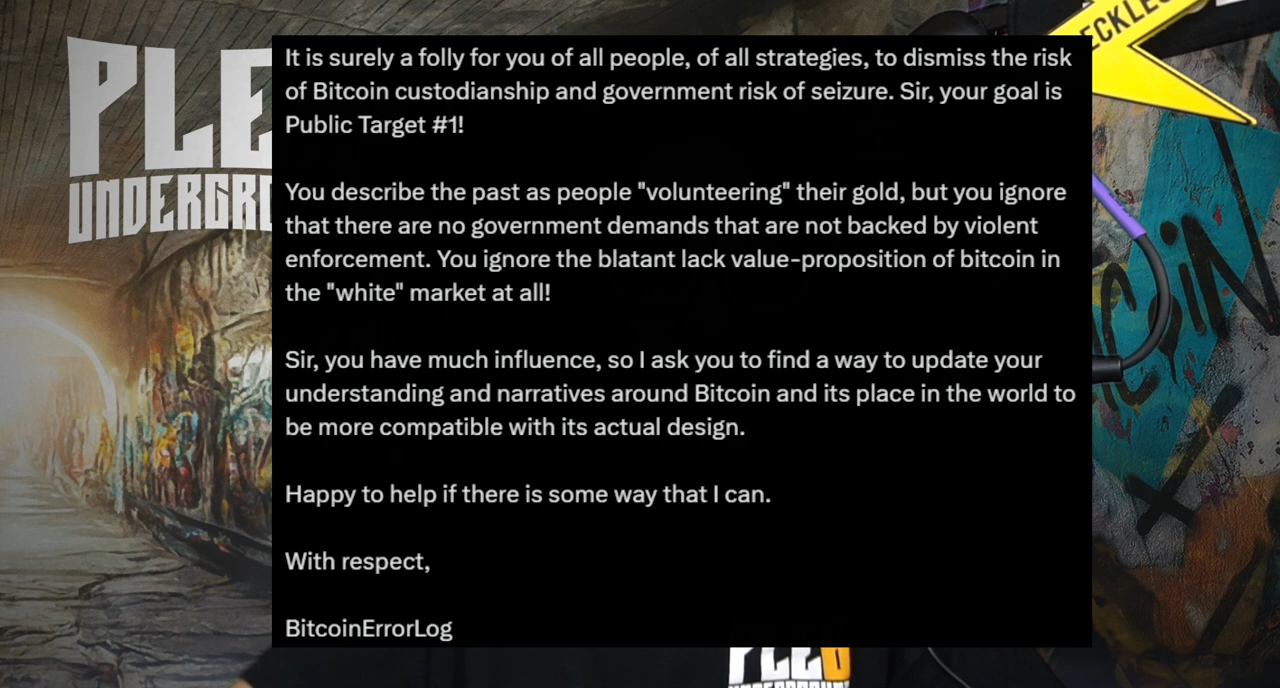 PLE
UNDERGR
ECKLES
It is surely a folly for you of all people, of all strategies, to dismiss the risk
of Bitcoin custodianship and government risk of seizure. Sir, your goal is
Public Target #1!
You describe the past as people "volunteering" their gold, but you ignore
that there are no government demands that are not backed by violent
enforcement. You ignore the blatant lack value-proposition of bitcoin in
the "white" market at all!
Sir, you have much influence, so I ask you to find a way to update your
understanding and narratives around Bitcoin and its place in the world to
be more compatible with its actual design.
Happy to help if there is some way that I can.
With respect,
BitcoinErrorLog
COiN
PLEB
UNDERGROUND